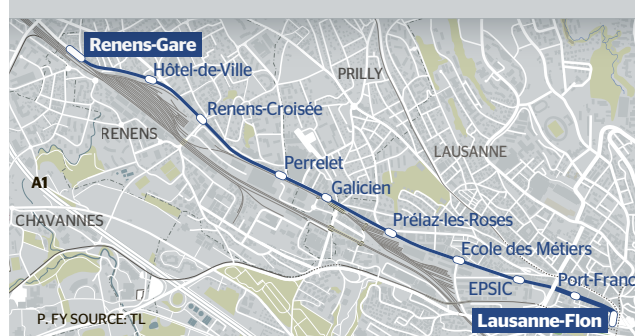 Renens-Gare
Hôtel-de-Ville
PRILLY
Renens-Croisée
RENENS
LAUSANNE
Perrelet
A1
Galicien
CHAVANNES
Prélaz-les-Roses
Ecole des Métiers
EPSIC
Port-Franc
P. FY SOURCE: TL
Lausanne-Flon